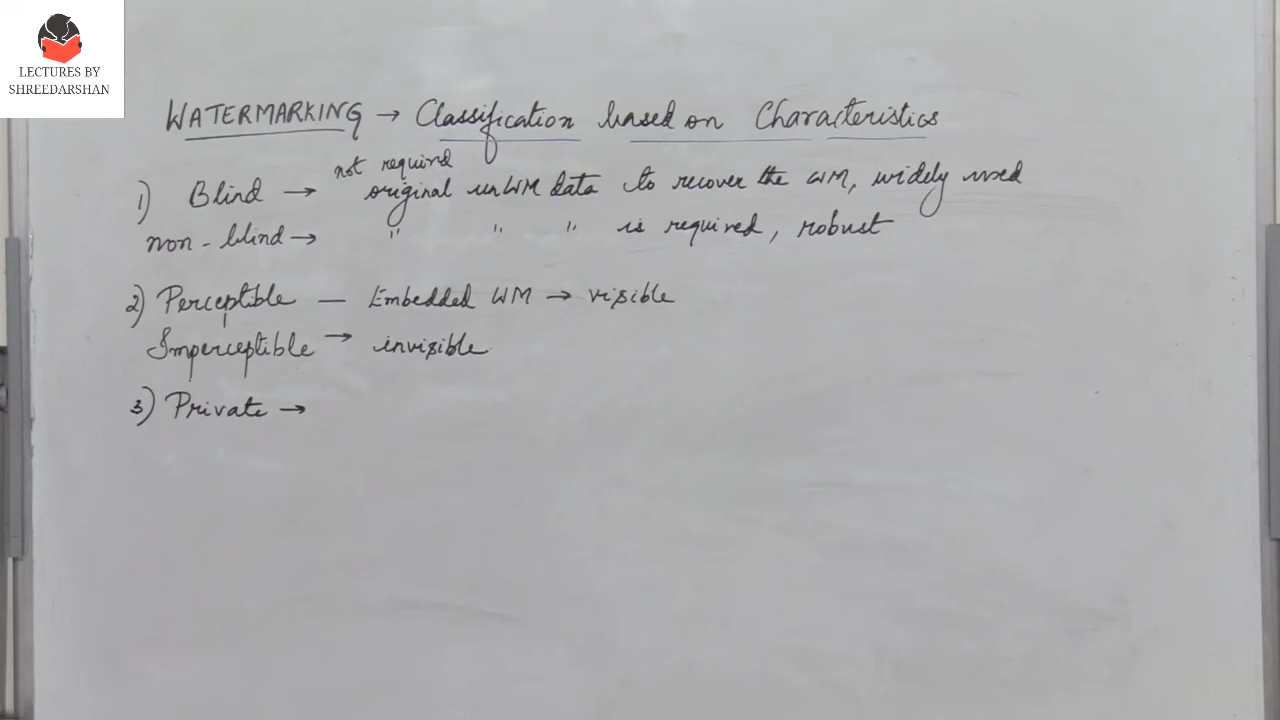 LECTURES BY
SHREEDARSHAN
WATERMARKING → Classification based on Characteristics
not required
1) Blind → original unWM data to recover the WM, widely used
non-blind → " " " is required, robust
2) Perceptible — Embedded WM → visible
Imperceptible → invisible
3) Private →